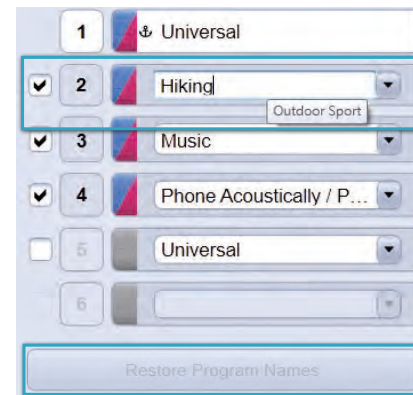 1 Universal
2 Hiking
Outdoor Sport
3 Music
4 Phone Acoustically / P...
5 Universal
6
Restore Program Names